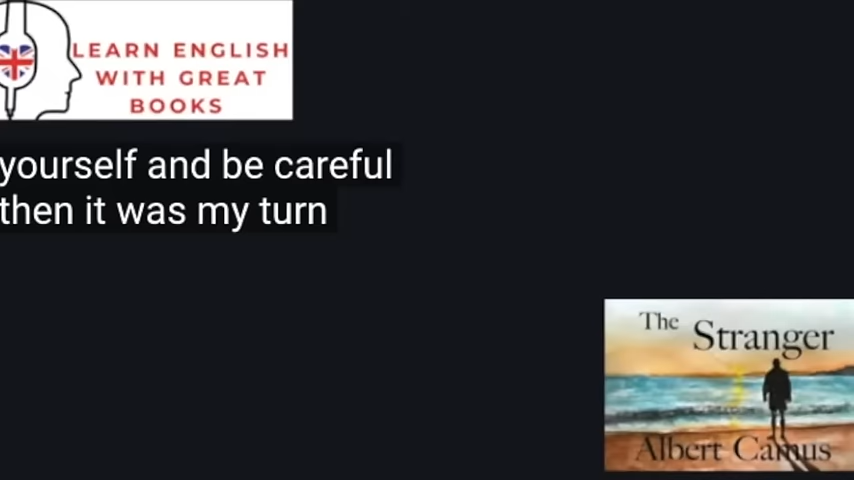 LEARN ENGLISH
WITH GREAT
BOOKS
yourself and be careful
then it was my turn
The Stranger
Albert Camus